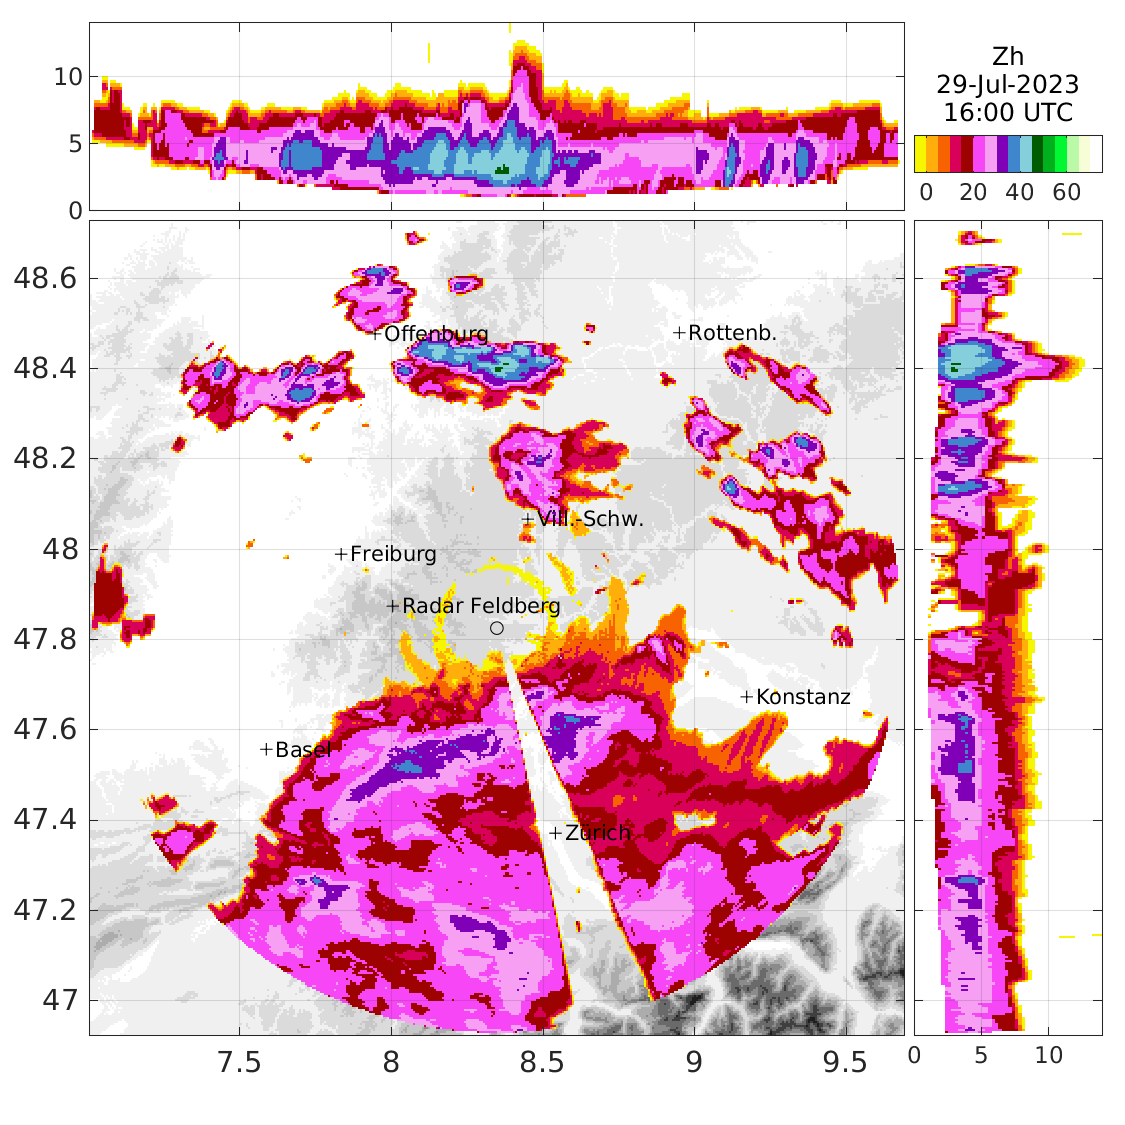 10
5
0
Zh
29-Jul-2023
16:00 UTC
0 20 40 60
48.6
48.4
48.2
48
47.8
47.6
47.4
47.2
47
+Offenburg
+Rottenb.
+Vill.-Schw.
+Freiburg
+Radar Feldberg
+Konstanz
+Basel
+Zürich
7.5 8 8.5 9 9.5
0 5 10